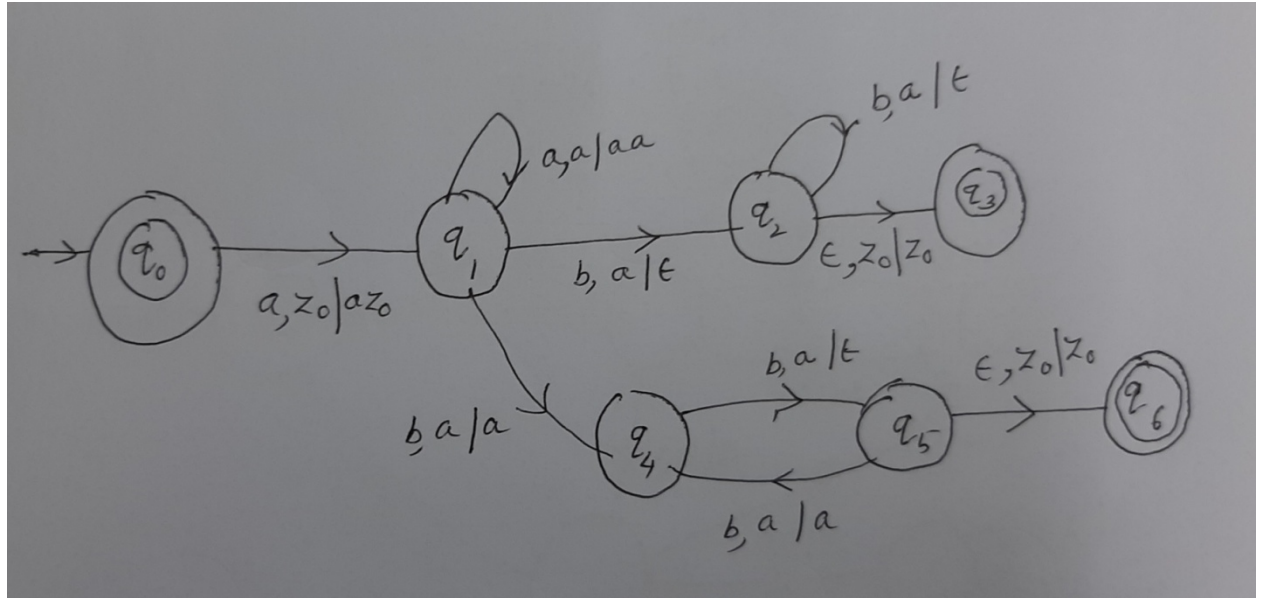 b,a/ε
a,a/aa
q3
q2
q0
q1
ε,z0/z0
b,a/ε
a,z0/az0
b,a/ε
ε,z0/z0
q6
b,a/a
q4
q5
b,a/a